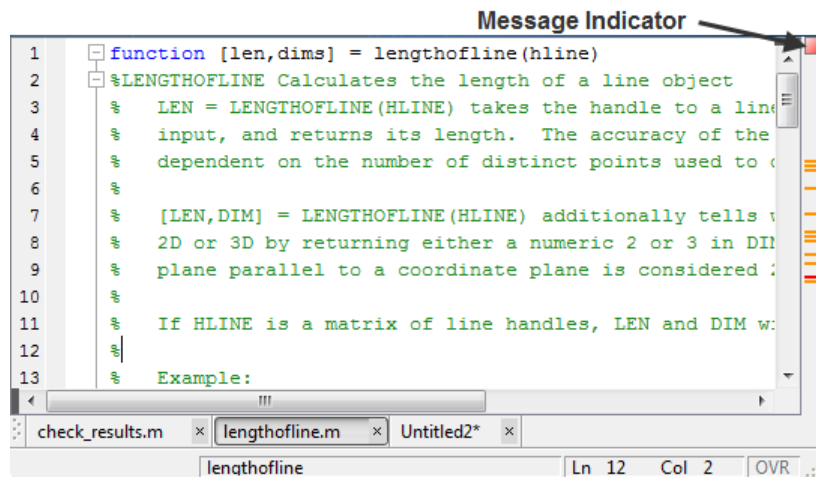 Message Indicator
1 function [len,dims] = lengthofline(hline)
2 %LENGTHOFLINE Calculates the length of a line object
3 % LEN = LENGTHOFLINE(HLINE) takes the handle to a line
4 % input, and returns its length. The accuracy of the
5 % dependent on the number of distinct points used to
6 %
7 % [LEN,DIM] = LENGTHOFLINE(HLINE) additionally tells
8 % 2D or 3D by returning either a numeric 2 or 3 in DIM
9 % plane parallel to a coordinate plane is considered
10 %
11 % If HLINE is a matrix of line handles, LEN and DIM
12 %
13 % Example:
check_results.m × lengthofline.m × Untitled2* ×
lengthofline Ln 12 Col 2 OVR